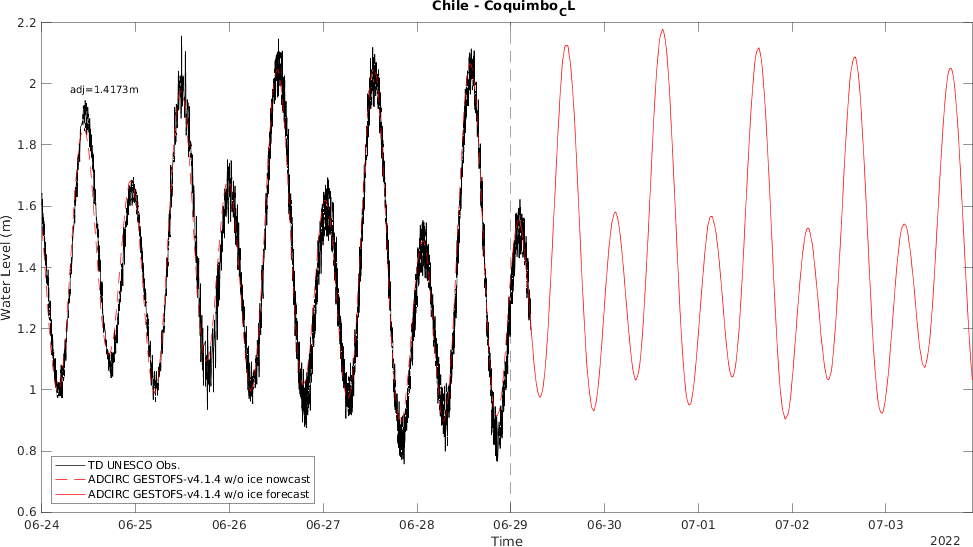 Chile - Coquimbo_CL
adj=1.4173m
2.2
2
1.8
1.6
1.4
1.2
1
0.8
0.6
Water Level (m)
TD UNESCO Obs.
ADCIRC GESTOFS-v4.1.4 w/o ice nowcast
ADCIRC GESTOFS-v4.1.4 w/o ice forecast
06-24 06-25 06-26 06-27 06-28 06-29 06-30 07-01 07-02 07-03
Time
2022